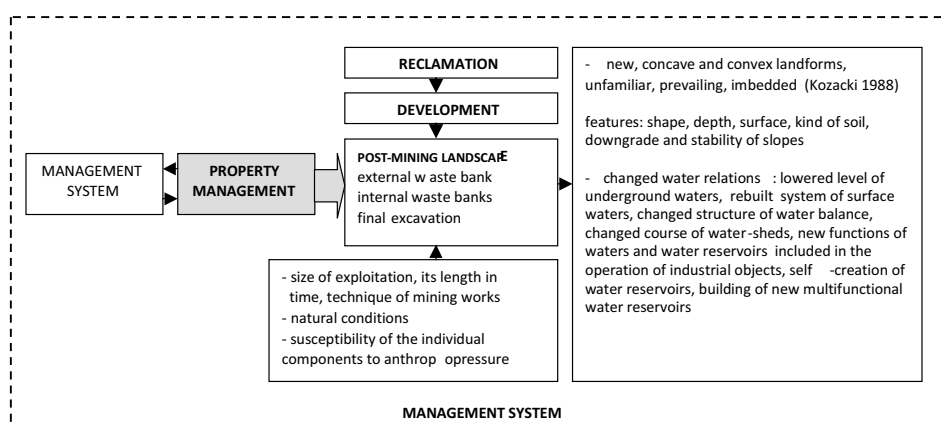 RECLAMATION
DEVELOPMENT
MANAGEMENT
SYSTEM
PROPERTY
MANAGEMENT
POST-MINING LANDSCAPE
external w aste bank
internal waste banks
final excavation
- size of exploitation, its length in
time, technique of mining works
- natural conditions
- susceptibility of the individual
components to anthrop opressure
- new, concave and convex landforms,
unfamiliar, prevailing, imbedded (Kozacki 1988)
features: shape, depth, surface, kind of soil,
downgrade and stability of slopes
- changed water relations : lowered level of
underground waters, rebuilt system of surface
waters, changed structure of water balance,
changed course of water-sheds, new functions of
waters and water reservoirs included in the
operation of industrial objects, self -creation of
water reservoirs, building of new multifunctional
water reservoirs
MANAGEMENT SYSTEM